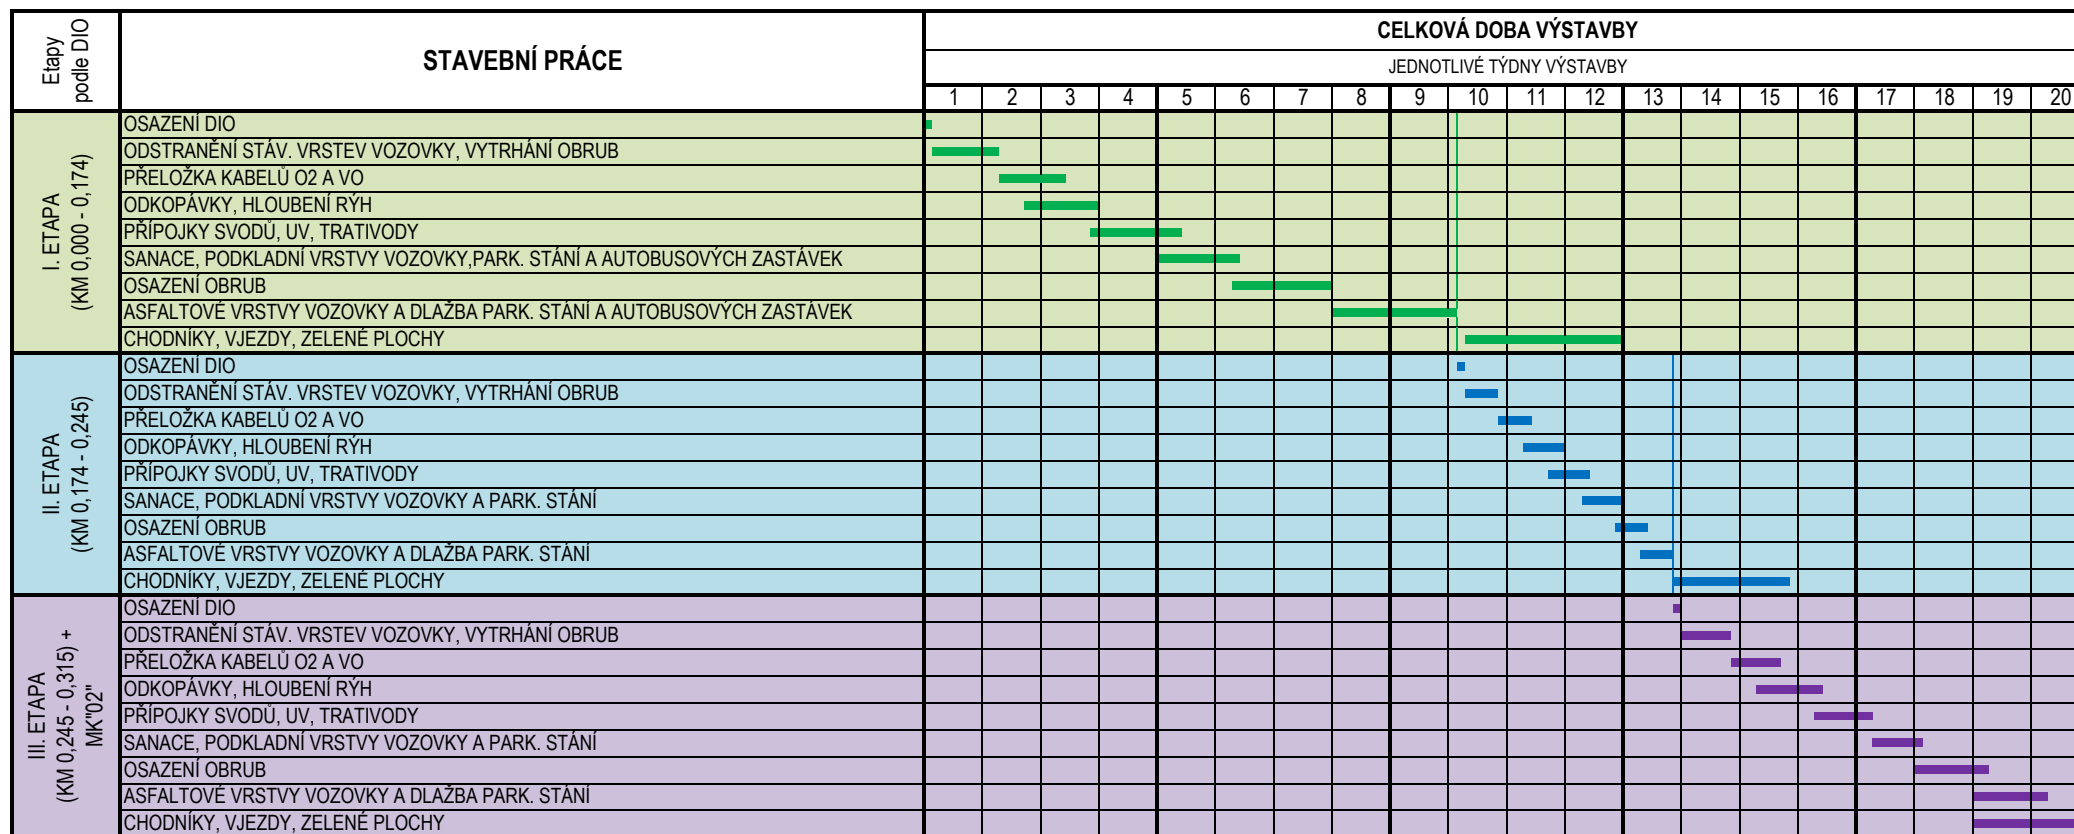 Etapy
podle DIO
STAVEBNÍ PRÁCE
CELKOVÁ DOBA VÝSTAVBY
JEDNOTLIVÉ TÝDNY VÝSTAVBY
1 2 3 4 5 6 7 8 9 10 11 12 13 14 15 16 17 18 19 20
I. ETAPA
(KM 0,000 - 0,174)
OSAZENÍ DIO
ODSTRANĚNÍ STÁV. VRSTEV VOZOVKY, VYTRHÁNÍ OBRUB
PŘELOŽKA KABELŮ O2 A VO
ODKOPÁVKY, HLOUBENÍ RÝH
PŘÍPOJKY SVODŮ, UV, TRATIVODY
SANACE, PODKLADNÍ VRSTVY VOZOVKY,PARK. STÁNÍ A AUTOBUSOVÝCH ZASTÁVEK
OSAZENÍ OBRUB
ASFALTOVÉ VRSTVY VOZOVKY A DLAŽBA PARK. STÁNÍ A AUTOBUSOVÝCH ZASTÁVEK
CHODNÍKY, VJEZDY, ZELENÉ PLOCHY
II. ETAPA
(KM 0,174 - 0,245)
OSAZENÍ DIO
ODSTRANĚNÍ STÁV. VRSTEV VOZOVKY, VYTRHÁNÍ OBRUB
PŘELOŽKA KABELŮ O2 A VO
ODKOPÁVKY, HLOUBENÍ RÝH
PŘÍPOJKY SVODŮ, UV, TRATIVODY
SANACE, PODKLADNÍ VRSTVY VOZOVKY A PARK. STÁNÍ
OSAZENÍ OBRUB
ASFALTOVÉ VRSTVY VOZOVKY A DLAŽBA PARK. STÁNÍ
CHODNÍKY, VJEZDY, ZELENÉ PLOCHY
III. ETAPA
(KM 0,245 - 0,315) +
MK"02"
OSAZENÍ DIO
ODSTRANĚNÍ STÁV. VRSTEV VOZOVKY, VYTRHÁNÍ OBRUB
PŘELOŽKA KABELŮ O2 A VO
ODKOPÁVKY, HLOUBENÍ RÝH
PŘÍPOJKY SVODŮ, UV, TRATIVODY
SANACE, PODKLADNÍ VRSTVY VOZOVKY A PARK. STÁNÍ
OSAZENÍ OBRUB
ASFALTOVÉ VRSTVY VOZOVKY A DLAŽBA PARK. STÁNÍ
CHODNÍKY, VJEZDY, ZELENÉ PLOCHY